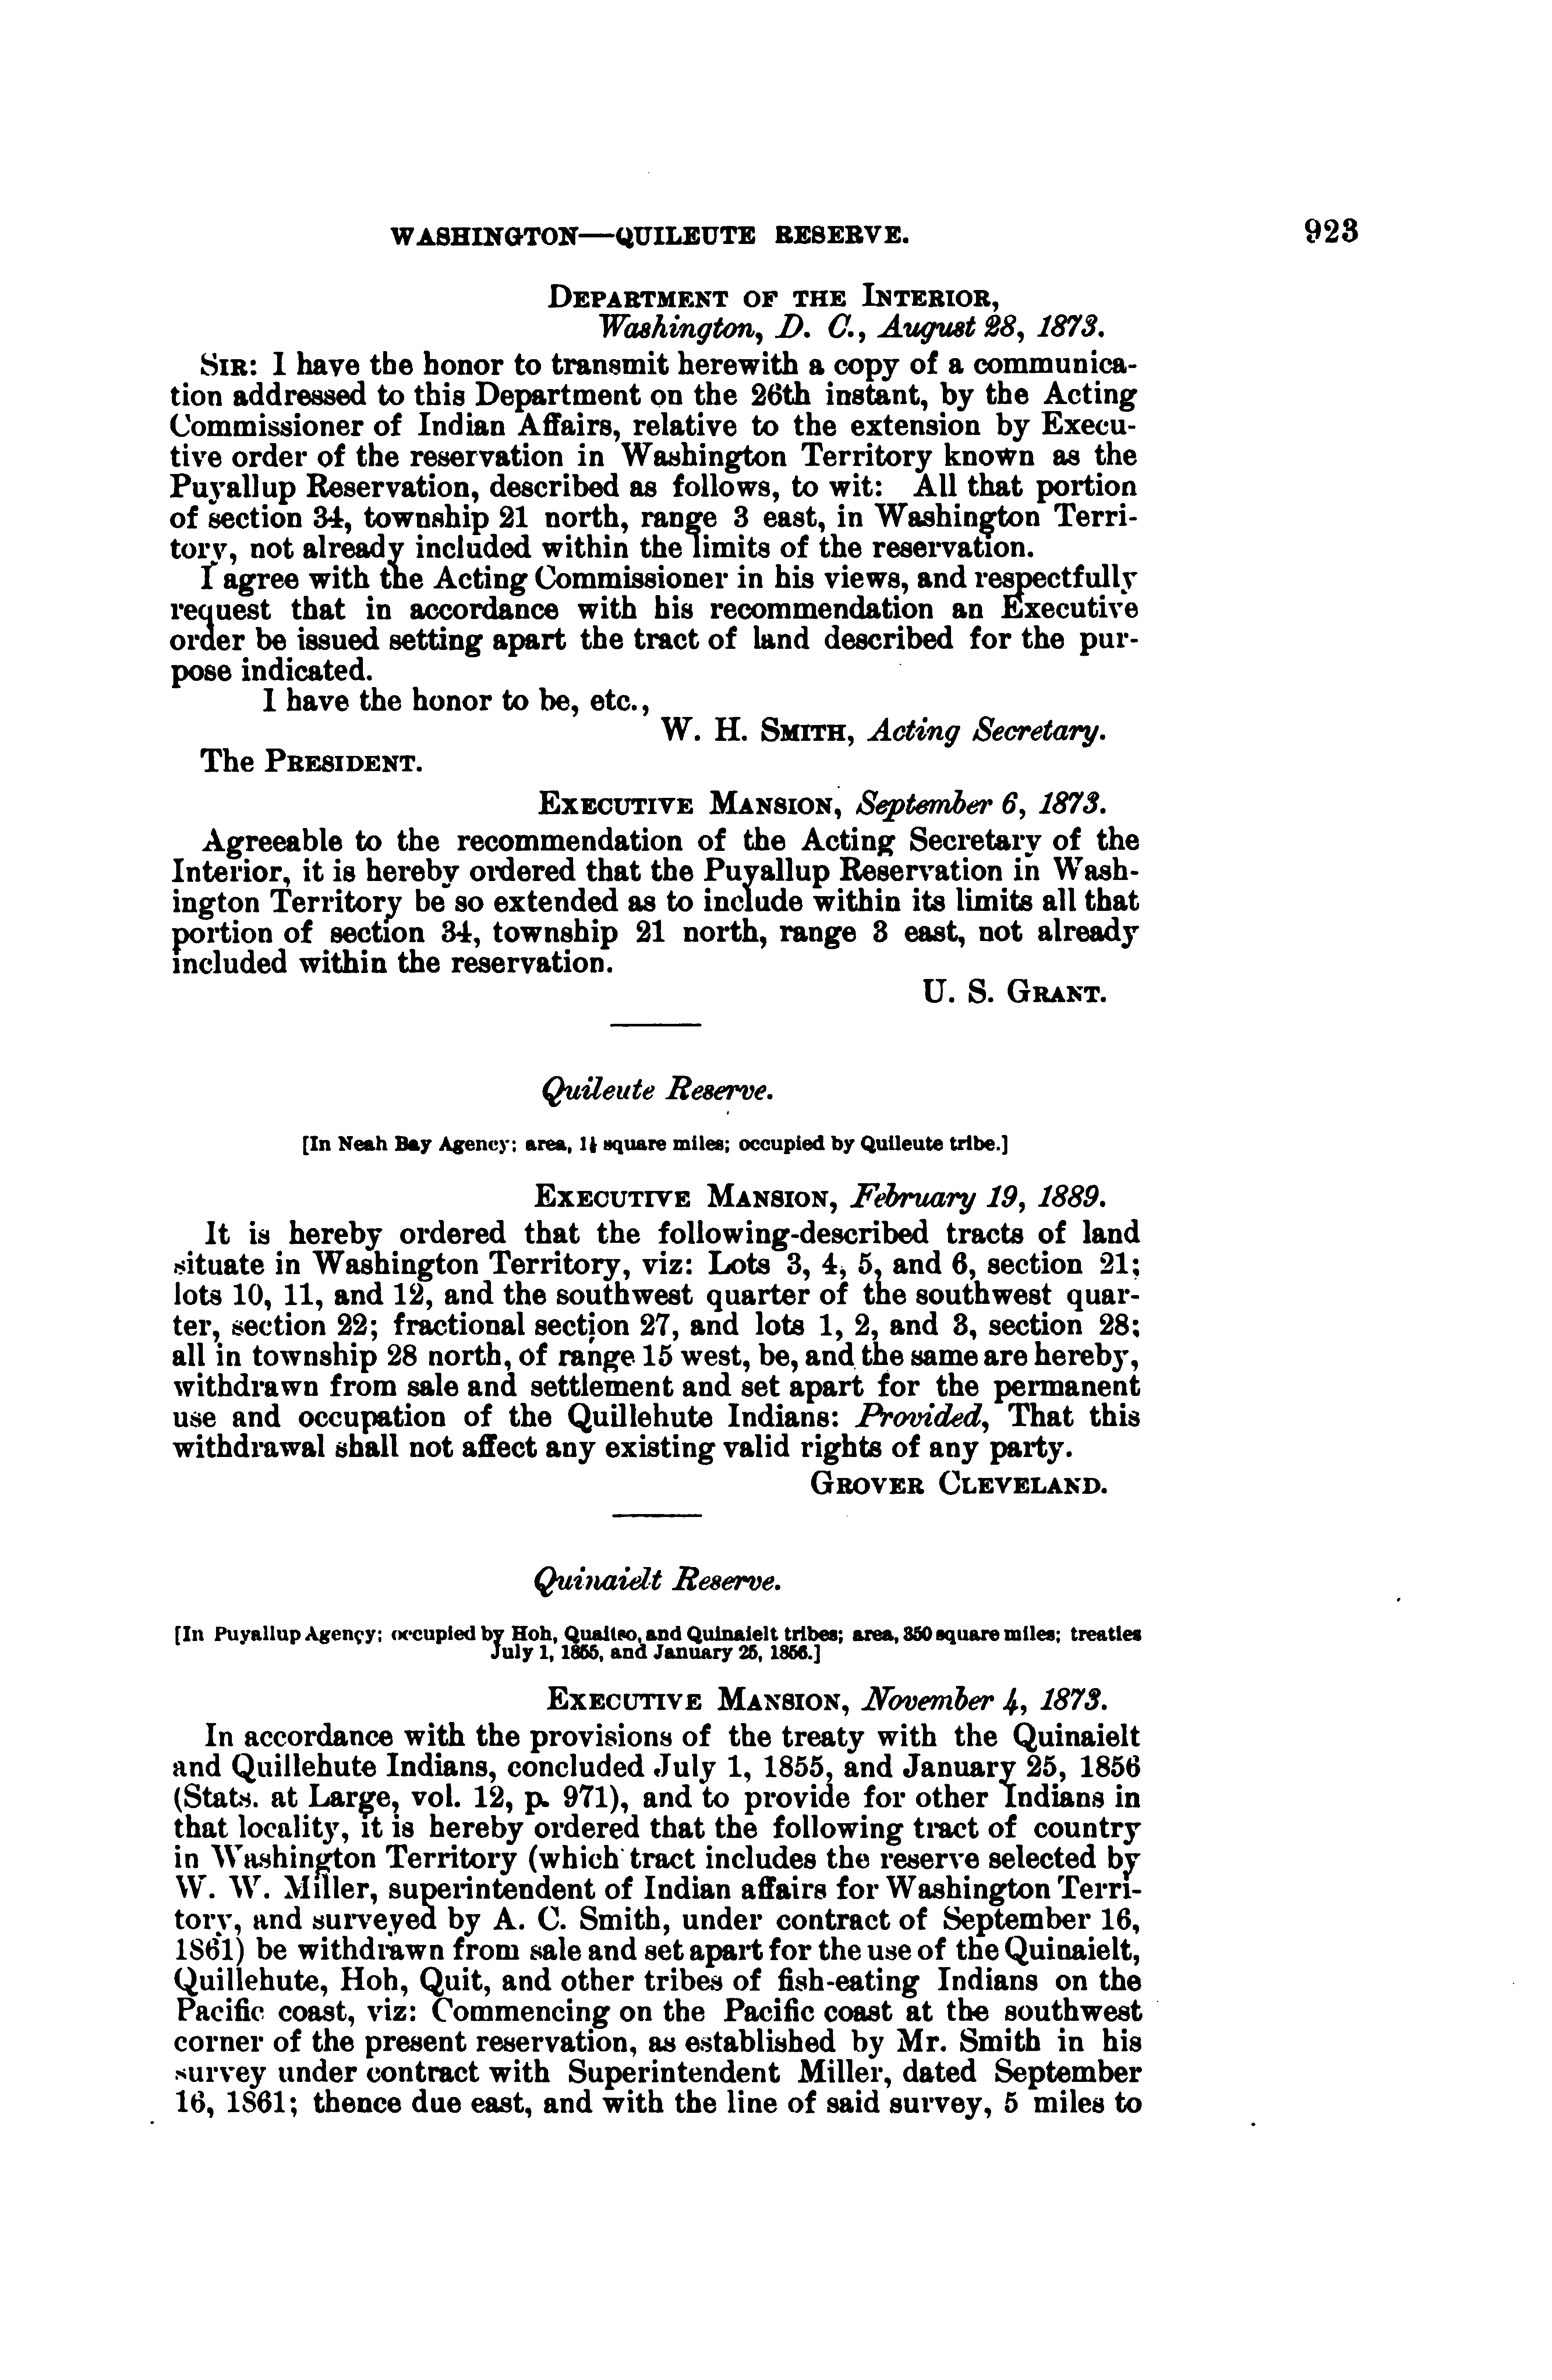 WASHINGTON—QUILEUTE RESERVE. 923
DEPARTMENT OF THE INTERIOR,
Washington, D. C., August 28, 1873.
SIR: I have the honor to transmit herewith a copy of a communica-
tion addressed to this Department on the 26th instant, by the Acting
Commissioner of Indian Affairs, relative to the extension by Execu-
tive order of the reservation in Washington Territory known as the
Puyallup Reservation, described as follows, to wit: All that portion
of section 34, township 21 north, range 3 east, in Washington Terri-
tory, not already included within the limits of the reservation.
I agree with the Acting Commissioner in his views, and respectfully
request that in accordance with his recommendation an Executive
order be issued setting apart the tract of land described for the pur-
pose indicated.
I have the honor to be, etc.,
W. H. SMITH, Acting Secretary.
The PRESIDENT.
EXECUTIVE MANSION, September 6, 1873.
Agreeable to the recommendation of the Acting Secretary of the
Interior, it is hereby ordered that the Puyallup Reservation in Wash-
ington Territory be so extended as to include within its limits all that
portion of section 34, township 21 north, range 3 east, not already
included within the reservation.
U. S. GRANT.
Quileute Reserve.
[In Neah Bay Agency; area, 1¼ square miles; occupied by Quileute tribe.]
EXECUTIVE MANSION, February 19, 1889.
It is hereby ordered that the following-described tracts of land
situate in Washington Territory, viz: Lots 3, 4, 5, and 6, section 21;
lots 10, 11, and 12, and the southwest quarter of the southwest quar-
ter, section 22; fractional section 27, and lots 1, 2, and 3, section 28;
all in township 28 north, of range 15 west, be, and the same are hereby,
withdrawn from sale and settlement and set apart for the permanent
use and occupation of the Quillehute Indians: Provided, That this
withdrawal shall not affect any existing valid rights of any party.
GROVER CLEVELAND.
Quinaielt Reserve.
[In Puyallup Agency; occupied by Hoh, Quaitso, and Quinaielt tribes; area, 350 square miles; treaties
July 1, 1855, and January 25, 1856.]
EXECUTIVE MANSION, November 4, 1873.
In accordance with the provisions of the treaty with the Quinaielt
and Quillehute Indians, concluded July 1, 1855, and January 25, 1856
(Stats. at Large, vol. 12, p. 971), and to provide for other Indians in
that locality, it is hereby ordered that the following tract of country
in Washington Territory (which tract includes the reserve selected by
W. W. Miller, superintendent of Indian affairs for Washington Terri-
tory, and surveyed by A. C. Smith, under contract of September 16,
1861) be withdrawn from sale and set apart for the use of the Quinaielt,
Quillehute, Hoh, Quit, and other tribes of fish-eating Indians on the
Pacific coast, viz: Commencing on the Pacific coast at the southwest
corner of the present reservation, as established by Mr. Smith in his
survey under contract with Superintendent Miller, dated September
16, 1861; thence due east, and with the line of said survey, 5 miles to